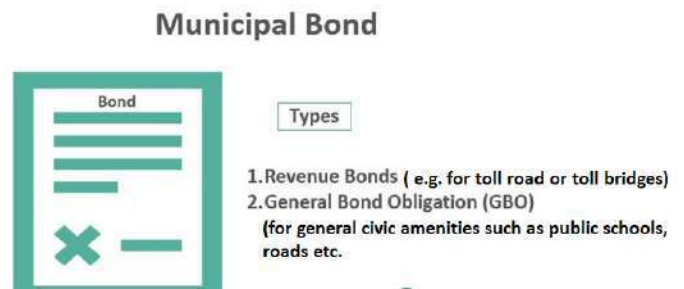 Municipal Bond
Bond
Types
1.Revenue Bonds ( e.g. for toll road or toll bridges)
2.General Bond Obligation (GBO)
(for general civic amenities such as public schools,
roads etc.